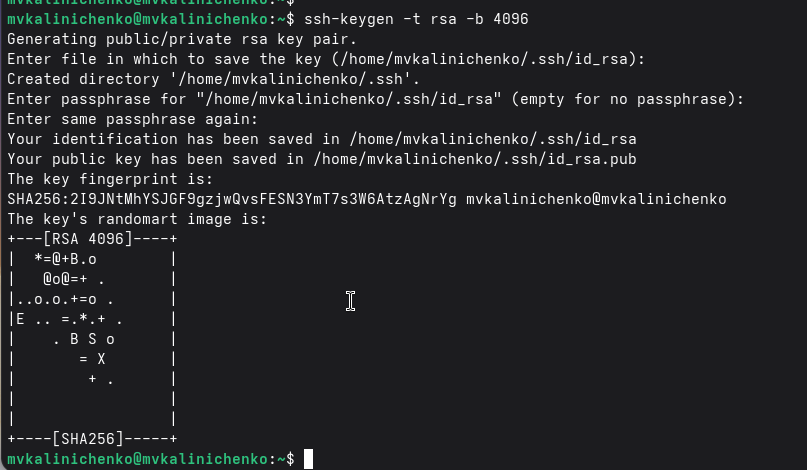 mvkalinichenko@mvkalinichenko:~$ ssh-keygen -t rsa -b 4096
Generating public/private rsa key pair.
Enter file in which to save the key (/home/mvkalinichenko/.ssh/id_rsa):
Created directory '/home/mvkalinichenko/.ssh'.
Enter passphrase for "/home/mvkalinichenko/.ssh/id_rsa" (empty for no passphrase):
Enter same passphrase again:
Your identification has been saved in /home/mvkalinichenko/.ssh/id_rsa
Your public key has been saved in /home/mvkalinichenko/.ssh/id_rsa.pub
The key fingerprint is:
SHA256:2I9JNtMhYSJGF9gzjwQvsFESN3YmT7s3W6AtzAgNrYg mvkalinichenko@mvkalinichenko
The key's randomart image is:
+---[RSA 4096]----+
|  *=@+B.o        |
|   @o@=+ .       |
|..o.o.+=o .      |
|E .. =.*.+ .     |
|    . B S o      |
|       = X       |
|        + .      |
|                 |
|                 |
+----[SHA256]-----+
mvkalinichenko@mvkalinichenko:~$